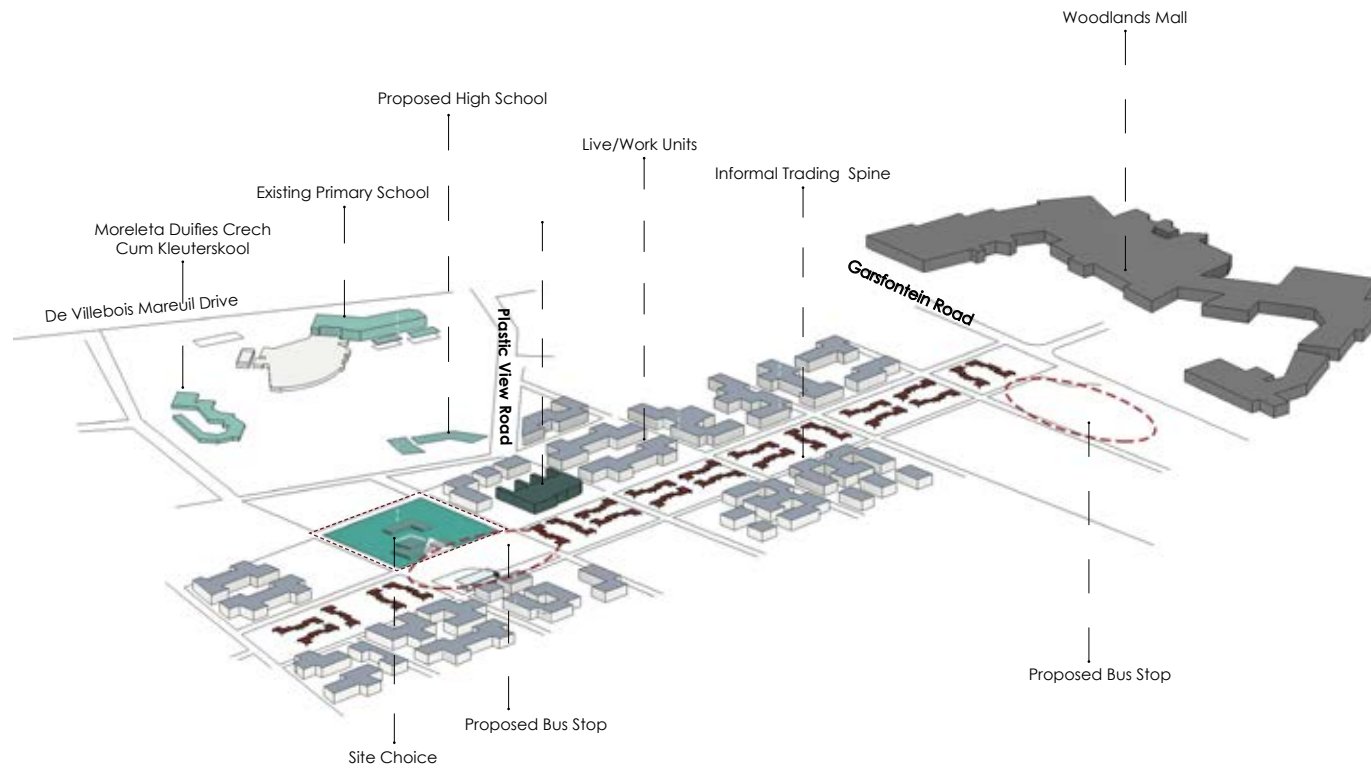 Woodlands Mall
Proposed High School
Live/Work Units
Informal Trading Spine
Existing Primary School
Moreleta Duifies Crech
Cum Kleuterskool
De Villebois Mareuil Drive
Garsfontein Road
Plastic View Road
Proposed Bus Stop
Proposed Bus Stop
Site Choice